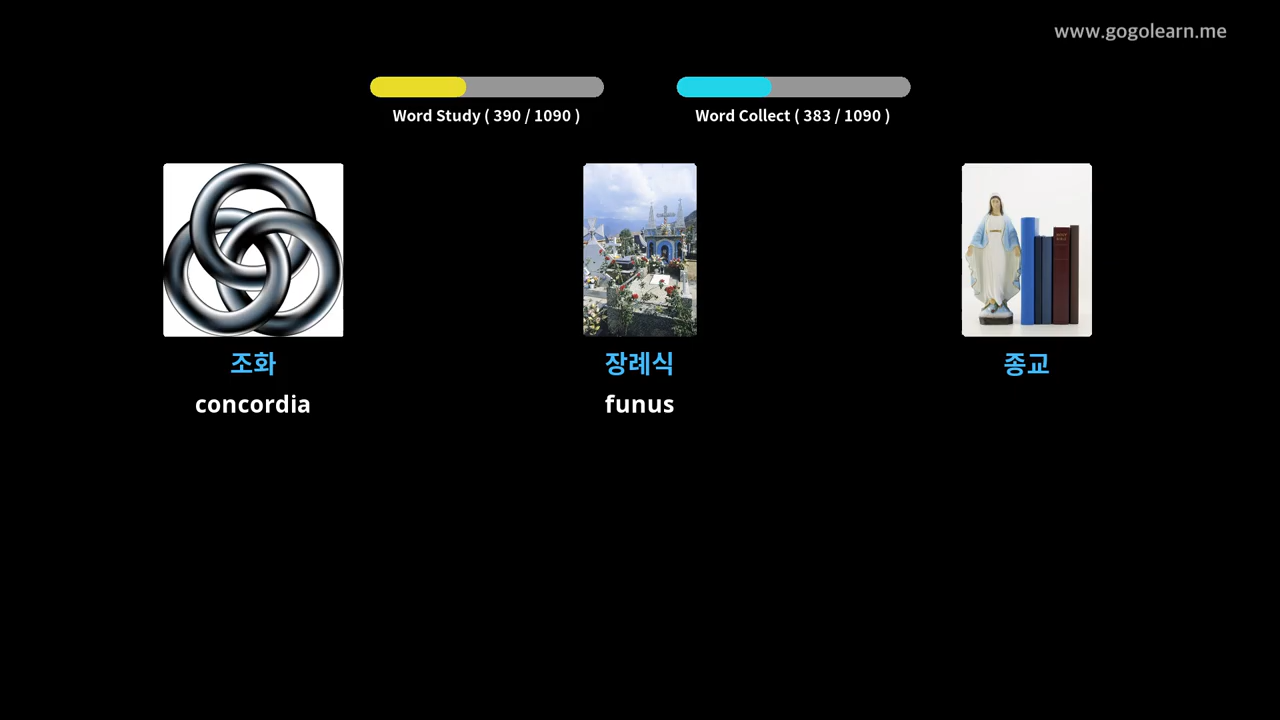 www.gogolearn.me
Word Study ( 390 / 1090 )
Word Collect ( 383 / 1090 )
조화
장례식
종교
concordia
funus